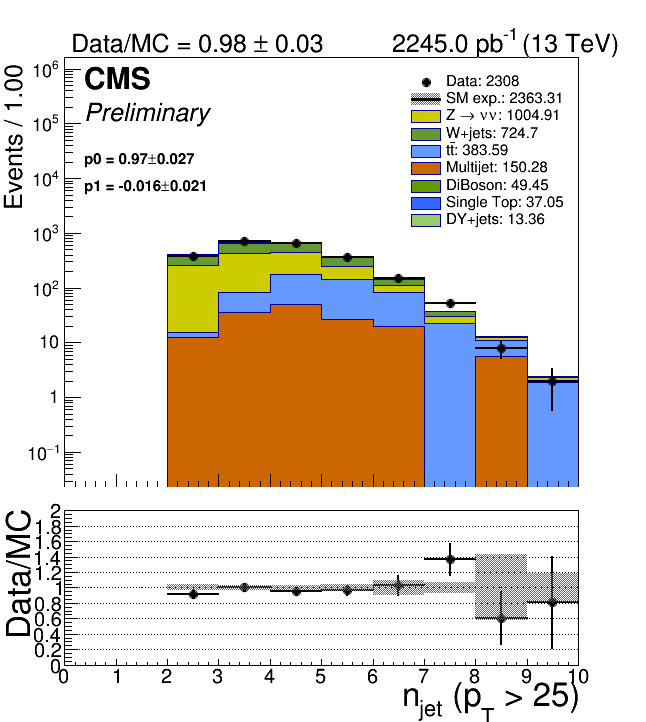 Data/MC = 0.98 ± 0.03 2245.0 pb⁻¹ (13 TeV)
Events / 1.00
10⁶
10⁵
10⁴
10³
10²
10
1
10⁻¹
CMS
Preliminary
p0 = 0.97±0.027
p1 = -0.016±0.021
Data: 2308
SM exp.: 2363.31
Z → νν: 1004.91
W+jets: 724.7
tt̄: 383.59
Multijet: 150.28
DiBoson: 49.45
Single Top: 37.05
DY+jets: 13.36
Data/MC
2
1.8
1.6
1.4
1.2
1
0.8
0.6
0.4
0.2
0
0 1 2 3 4 5 6 7 8 9 10
n_jet (p_T > 25)